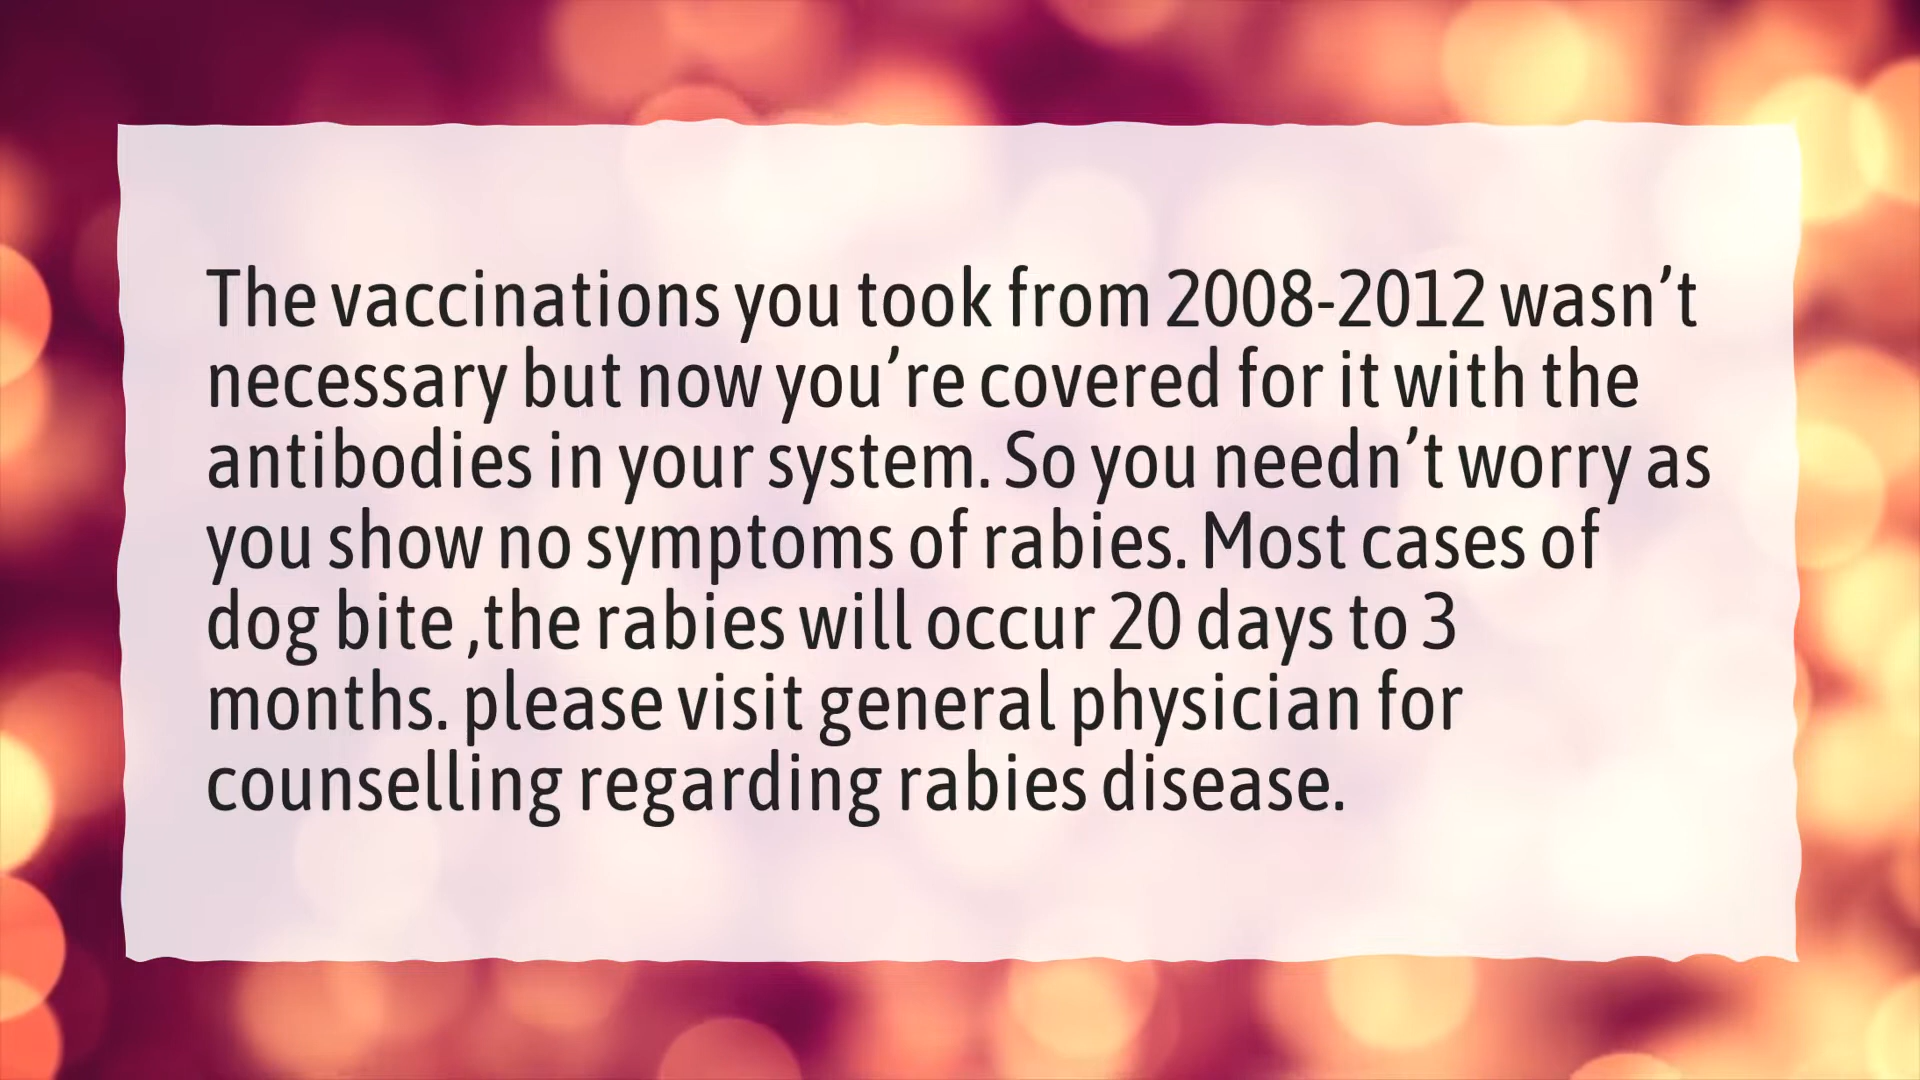 The vaccinations you took from 2008-2012 wasn’t
necessary but now you’re covered for it with the
antibodies in your system. So you needn’t worry as
you show no symptoms of rabies. Most cases of
dog bite ,the rabies will occur 20 days to 3
months. please visit general physician for
counselling regarding rabies disease.